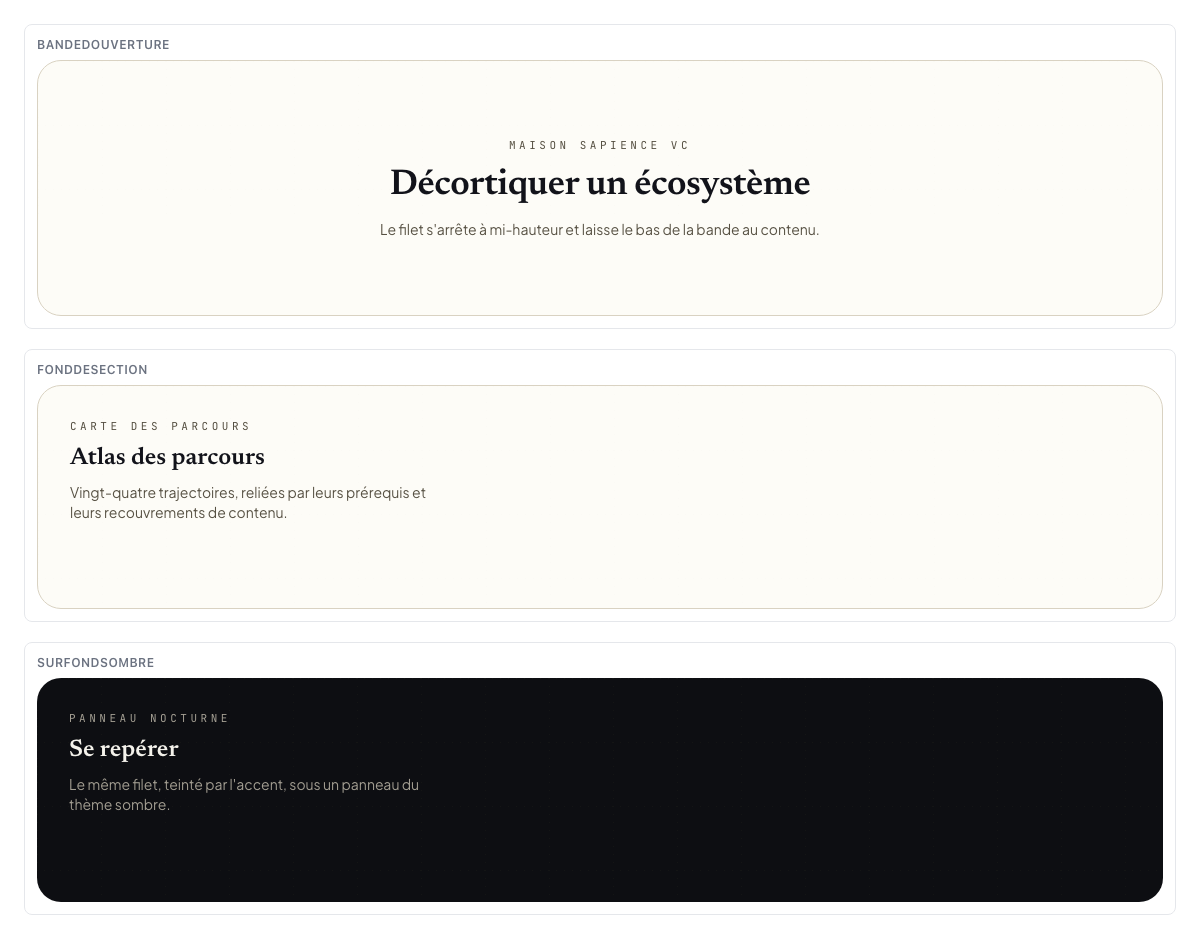 BANDEDOUVERTURE
MAISON SAPIENCE VC
Décortiquer un écosystème
Le filet s'arrête à mi-hauteur et laisse le bas de la bande au contenu.
FONDDESECTION
CARTE DES PARCOURS
Atlas des parcours
Vingt-quatre trajectoires, reliées par leurs prérequis et
leurs recouvrements de contenu.
SURFONDSOMBRE
PANNEAU NOCTURNE
Se repérer
Le même filet, teinté par l'accent, sous un panneau du
thème sombre.